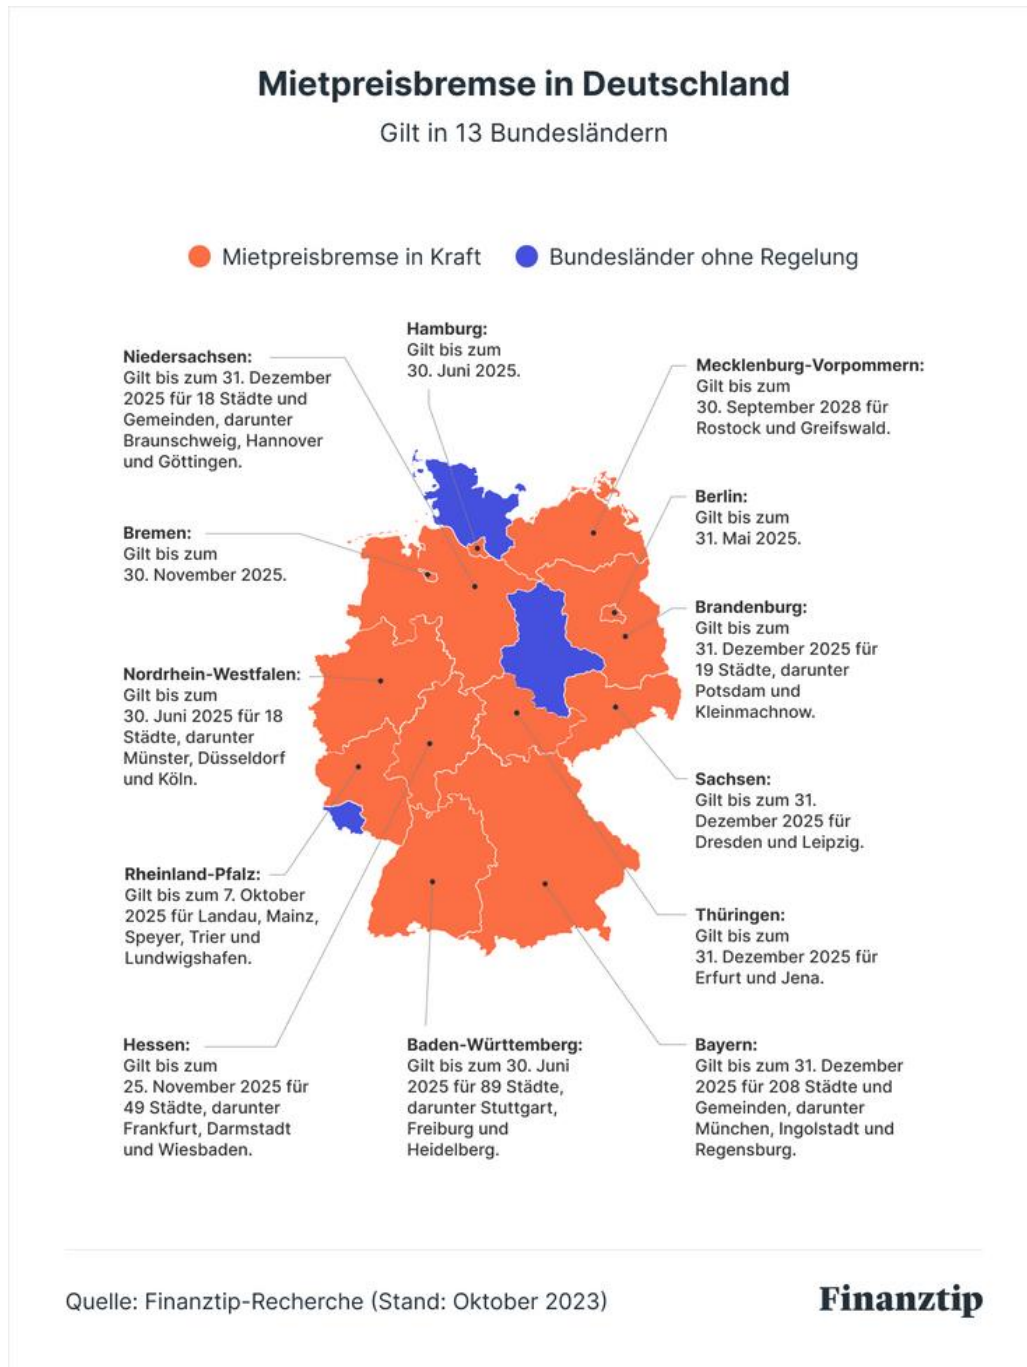 Mietpreisbremse in Deutschland
Gilt in 13 Bundesländern
Mietpreisbremse in Kraft
Bundesländer ohne Regelung
Hamburg:
Gilt bis zum
30. Juni 2025.
Niedersachsen:
Gilt bis zum 31. Dezember
2025 für 18 Städte und
Gemeinden, darunter
Braunschweig, Hannover
und Göttingen.
Mecklenburg-Vorpommern:
Gilt bis zum
30. September 2028 für
Rostock und Greifswald.
Berlin:
Gilt bis zum
31. Mai 2025.
Bremen:
Gilt bis zum
30. November 2025.
Brandenburg:
Gilt bis zum
31. Dezember 2025 für
19 Städte, darunter
Potsdam und
Kleinmachnow.
Nordrhein-Westfalen:
Gilt bis zum
30. Juni 2025 für 18
Städte, darunter
Münster, Düsseldorf
und Köln.
Sachsen:
Gilt bis zum 31.
Dezember 2025 für
Dresden und Leipzig.
Rheinland-Pfalz:
Gilt bis zum 7. Oktober
2025 für Landau, Mainz,
Speyer, Trier und
Lundwigshafen.
Thüringen:
Gilt bis zum
31. Dezember 2025 für
Erfurt und Jena.
Hessen:
Gilt bis zum
25. November 2025 für
49 Städte, darunter
Frankfurt, Darmstadt
und Wiesbaden.
Baden-Württemberg:
Gilt bis zum 30. Juni
2025 für 89 Städte,
darunter Stuttgart,
Freiburg und
Heidelberg.
Bayern:
Gilt bis zum 31. Dezember
2025 für 208 Städte und
Gemeinden, darunter
München, Ingolstadt und
Regensburg.
Quelle: Finanztip-Recherche (Stand: Oktober 2023)
Finanztip